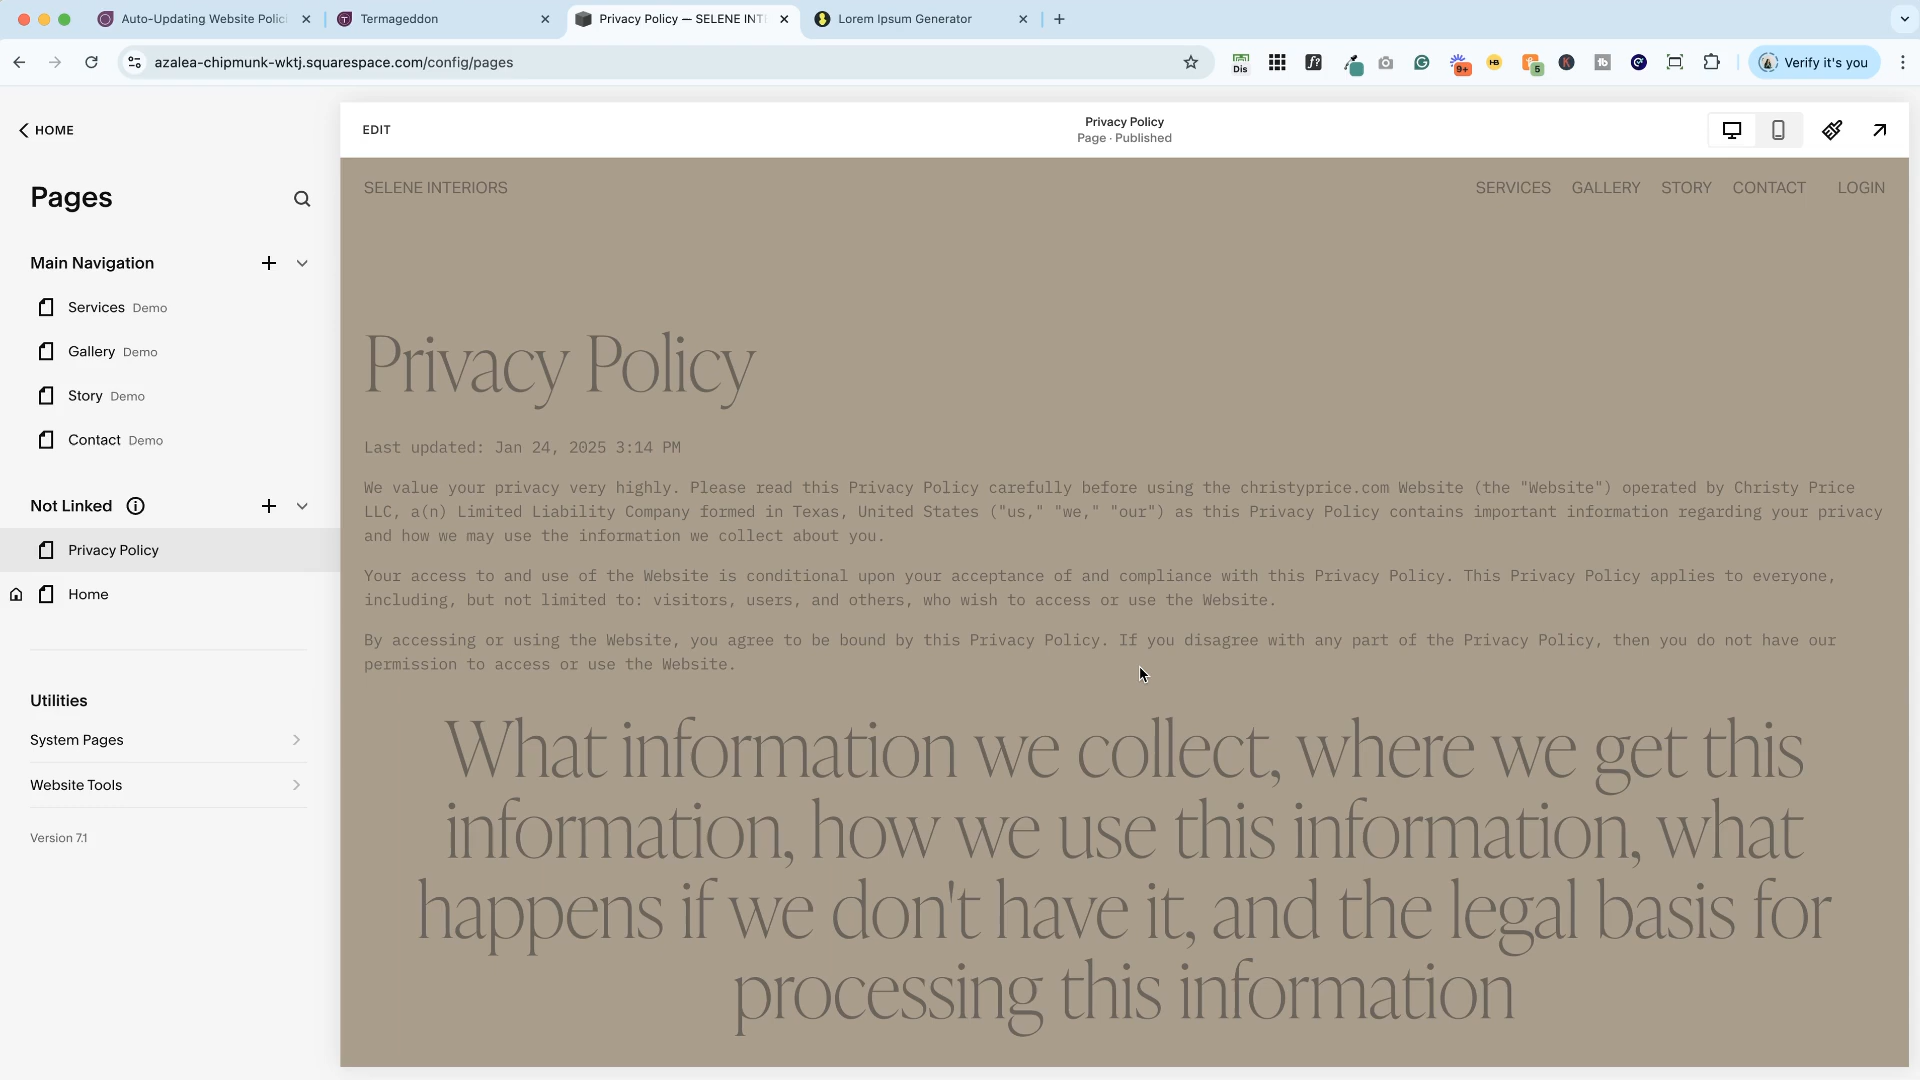 Auto-Updating Website Polic
Termageddon
Privacy Policy — SELENE INT
Lorem Ipsum Generator
azalea-chipmunk-wktj.squarespace.com/config/pages
Dis
f?
9+
HB
5
K
tb
Verify it's you
HOME
EDIT
Privacy Policy
Page · Published
Pages
SELENE INTERIORS
SERVICES GALLERY STORY CONTACT LOGIN
Main Navigation
Services Demo
Gallery Demo
Story Demo
Contact Demo
Not Linked
Privacy Policy
Home
Utilities
System Pages
Website Tools
Version 7.1
Privacy Policy
Last updated: Jan 24, 2025 3:14 PM
We value your privacy very highly. Please read this Privacy Policy carefully before using the christyprice.com Website (the "Website") operated by Christy Price
LLC, a(n) Limited Liability Company formed in Texas, United States ("us," "we," "our") as this Privacy Policy contains important information regarding your privacy
and how we may use the information we collect about you.
Your access to and use of the Website is conditional upon your acceptance of and compliance with this Privacy Policy. This Privacy Policy applies to everyone,
including, but not limited to: visitors, users, and others, who wish to access or use the Website.
By accessing or using the Website, you agree to be bound by this Privacy Policy. If you disagree with any part of the Privacy Policy, then you do not have our
permission to access or use the Website.
What information we collect, where we get this
information, how we use this information, what
happens if we don't have it, and the legal basis for
processing this information